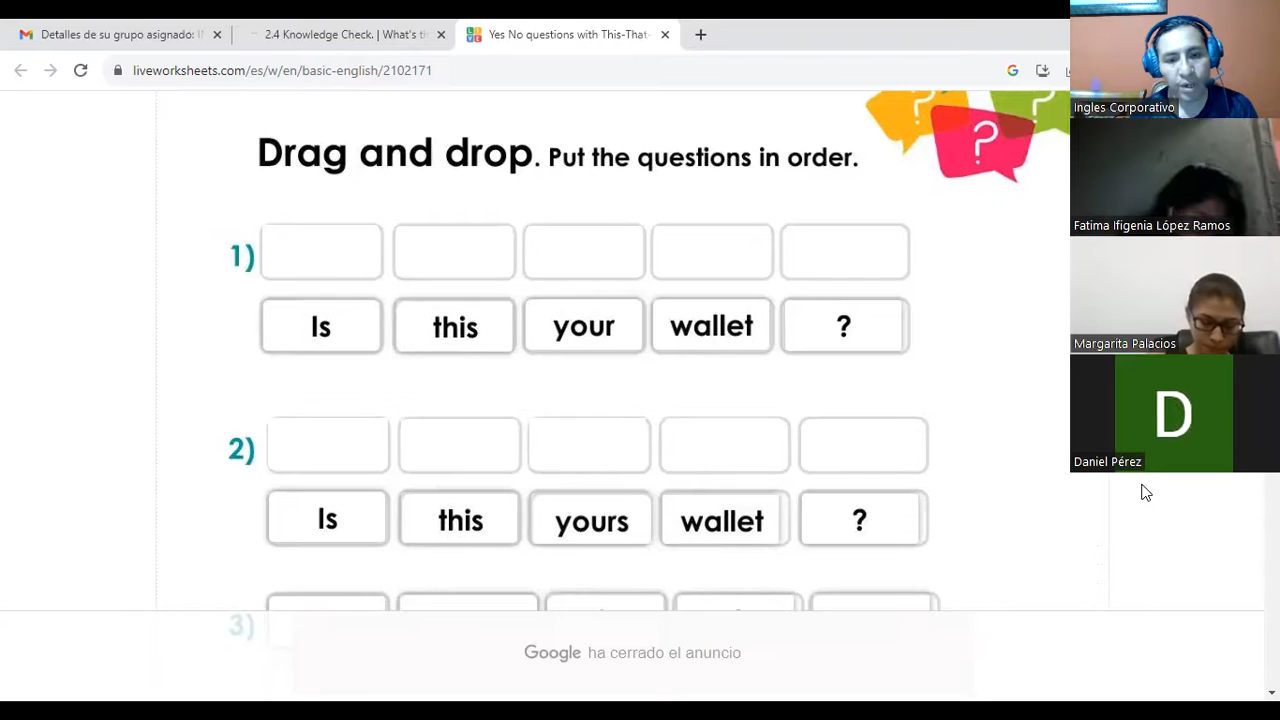 Detalles de su grupo asignado: I
2.4 Knowledge Check. | What's t
LIVE
Yes No questions with This-That-
liveworksheets.com/es/w/en/basic-english/2102171
G
Ingles Corporativo
? ? ?
Drag and drop. Put the questions in order.
Fatima Ifigenia López Ramos
1)
Is this your wallet ?
Margarita Palacios
D
Daniel Pérez
2)
Is this yours wallet ?
3)
Google ha cerrado el anuncio